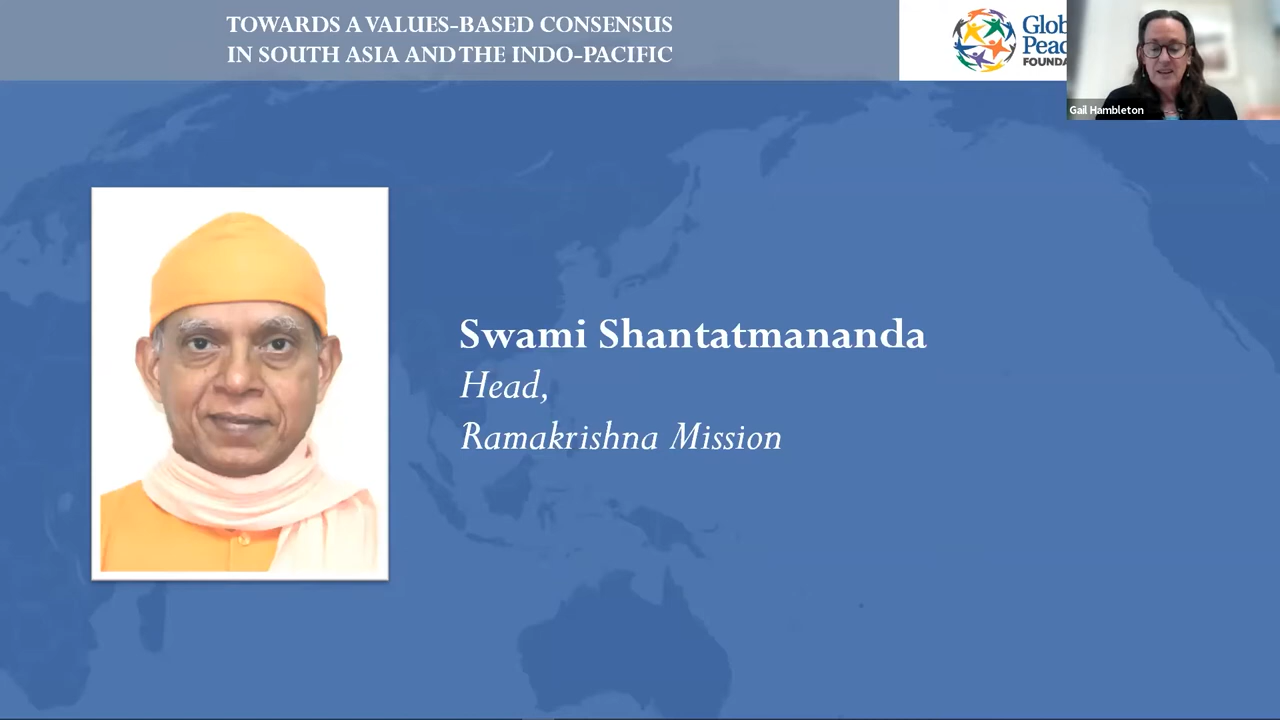 TOWARDS A VALUES-BASED CONSENSUS
IN SOUTH ASIA AND THE INDO-PACIFIC
Gail Hambleton
Swami Shantatmananda
Head,
Ramakrishna Mission